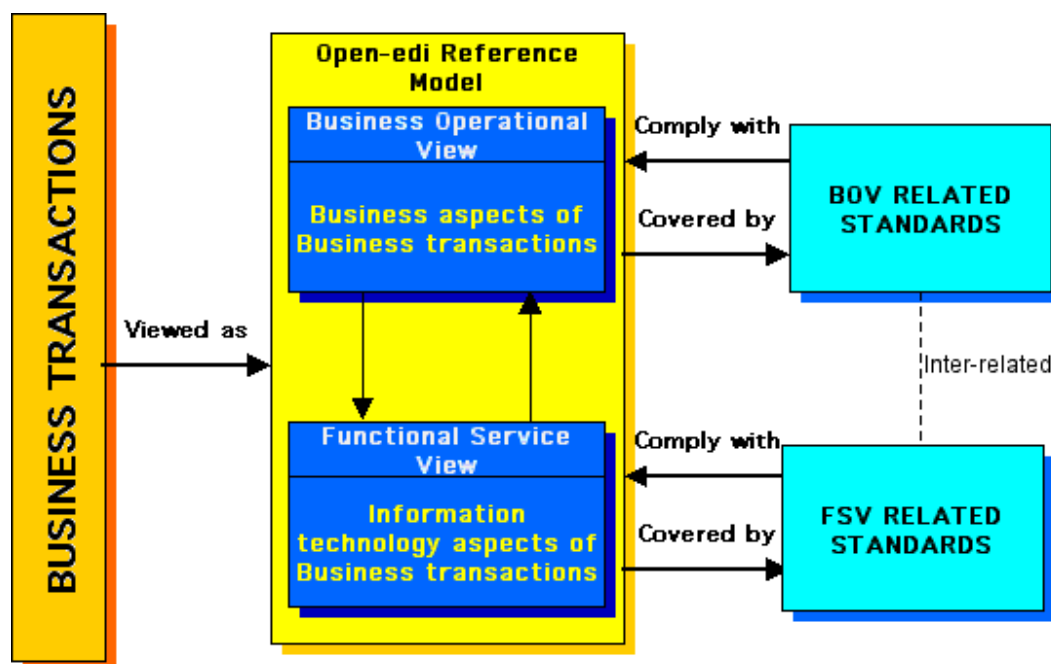 BUSINESS TRANSACTIONS
Viewed as
Open-edi Reference
Model
Business Operational
View
Business aspects of
Business transactions
Functional Service
View
Information
technology aspects of
Business transactions
Comply with
Covered by
BOV RELATED
STANDARDS
Inter-related
Comply with
Covered by
FSV RELATED
STANDARDS